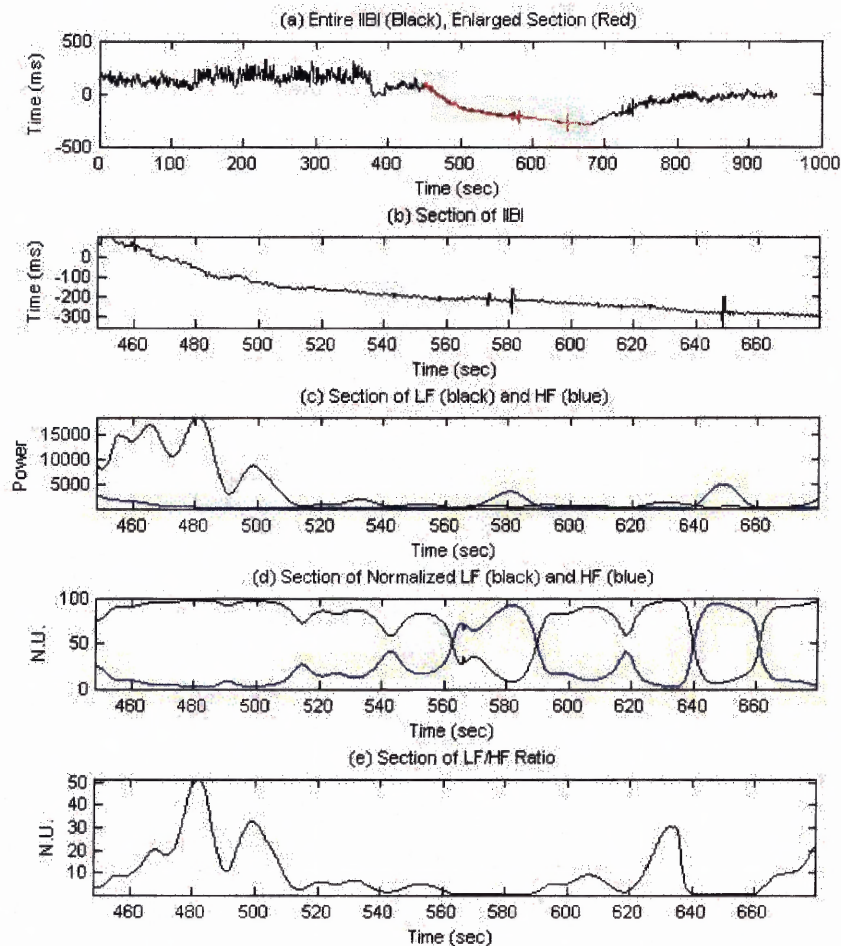 (a) Entire IIBI (Black), Enlarged Section (Red)
Time (ms)
500
0
-500
0 100 200 300 400 500 600 700 800 900 1000
Time (sec)
(b) Section of IIBI
Time (ms)
0
-100
-200
-300
460 480 500 520 540 560 580 600 620 640 660
Time (sec)
(c) Section of LF (black) and HF (blue)
Power
15000
10000
5000
460 480 500 520 540 560 580 600 620 640 660
Time (sec)
(d) Section of Normalized LF (black) and HF (blue)
N.U.
100
50
0
460 480 500 520 540 560 580 600 620 640 660
Time (sec)
(e) Section of LF/HF Ratio
N.U.
50
40
30
20
10
460 480 500 520 540 560 580 600 620 640 660
Time (sec)